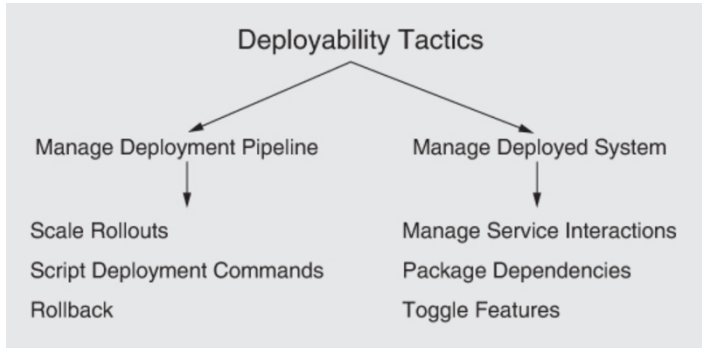 Deployability Tactics
Manage Deployment Pipeline
Scale Rollouts
Script Deployment Commands
Rollback
Manage Deployed System
Manage Service Interactions
Package Dependencies
Toggle Features